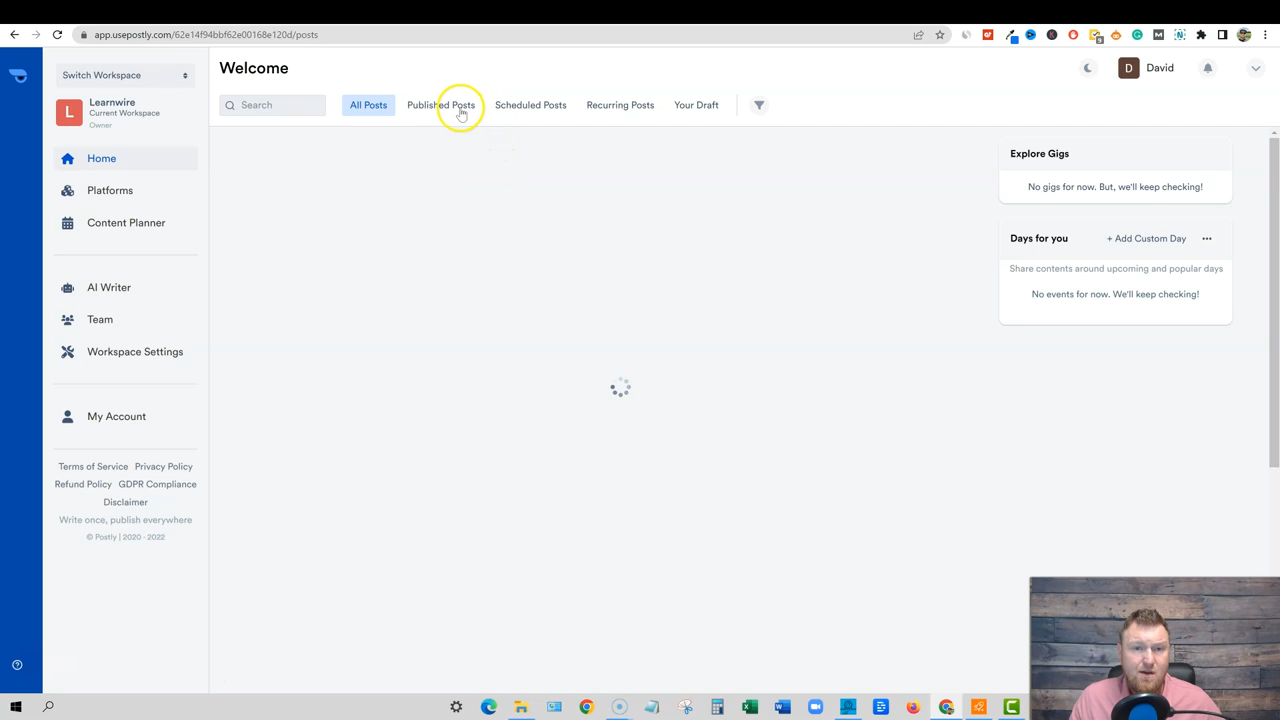 app.usepostly.com/62e14f94bbf62e00168e120d/posts
Switch Workspace
Welcome
D
David
L
Learnwire
Current Workspace
Owner
Search
All Posts
Published Posts
Scheduled Posts
Recurring Posts
Your Draft
Home
Platforms
Content Planner
AI Writer
Team
Workspace Settings
My Account
Terms of Service Privacy Policy
Refund Policy GDPR Compliance
Disclaimer
Write once, publish everywhere
© Postly | 2020 - 2022
Explore Gigs
No gigs for now. But, we'll keep checking!
Days for you
+ Add Custom Day
Share contents around upcoming and popular days
No events for now. We'll keep checking!